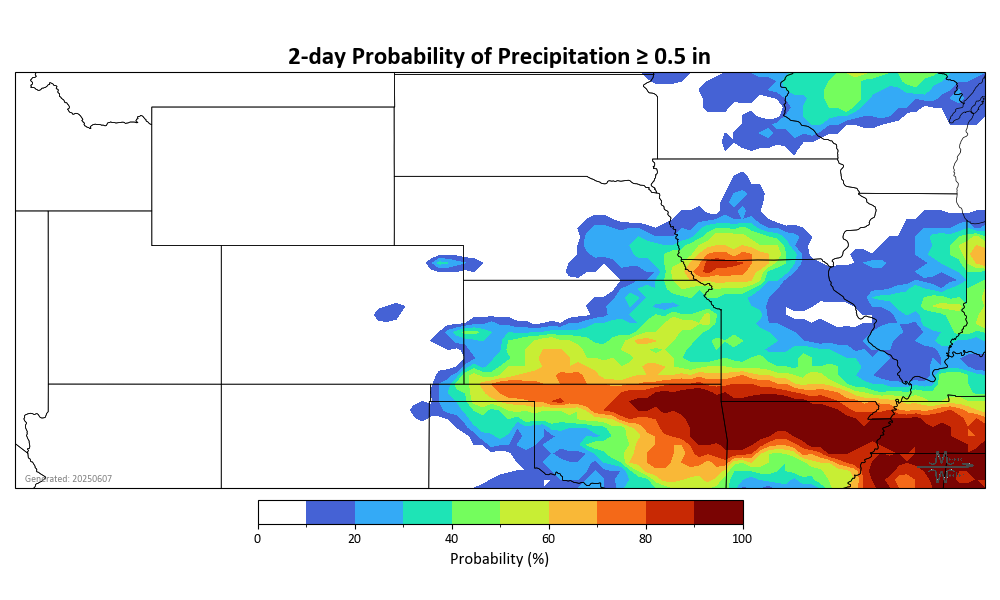 2-day Probability of Precipitation ≥ 0.5 in
Generated: 20250607
0 20 40 60 80 100
Probability (%)